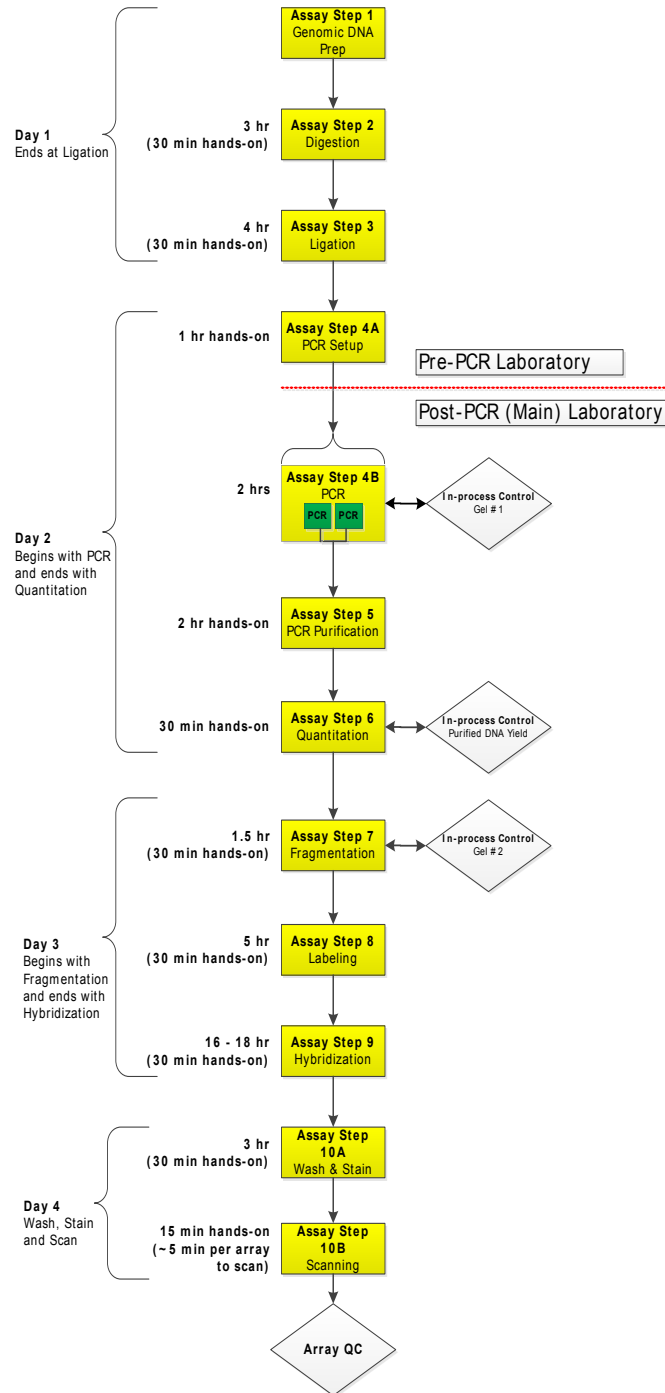 Assay Step 1
Genomic DNA
Prep
Day 1
Ends at Ligation
3 hr
(30 min hands-on)
Assay Step 2
Digestion
4 hr
(30 min hands-on)
Assay Step 3
Ligation
1 hr hands-on
Assay Step 4A
PCR Setup
Pre-PCR Laboratory
Post-PCR (Main) Laboratory
2 hrs
Assay Step 4B
PCR
PCR
PCR
In-process Control
Gel # 1
Day 2
Begins with PCR
and ends with
Quantitation
2 hr hands-on
Assay Step 5
PCR Purification
30 min hands-on
Assay Step 6
Quantitation
In-process Control
Purified DNA Yield
1.5 hr
(30 min hands-on)
Assay Step 7
Fragmentation
In-process Control
Gel # 2
Day 3
Begins with
Fragmentation
and ends with
Hybridization
5 hr
(30 min hands-on)
Assay Step 8
Labeling
16 - 18 hr
(30 min hands-on)
Assay Step 9
Hybridization
3 hr
(30 min hands-on)
Assay Step
10A
Wash & Stain
Day 4
Wash, Stain
and Scan
15 min hands-on
(~5 min per array
to scan)
Assay Step
10B
Scanning
Array QC